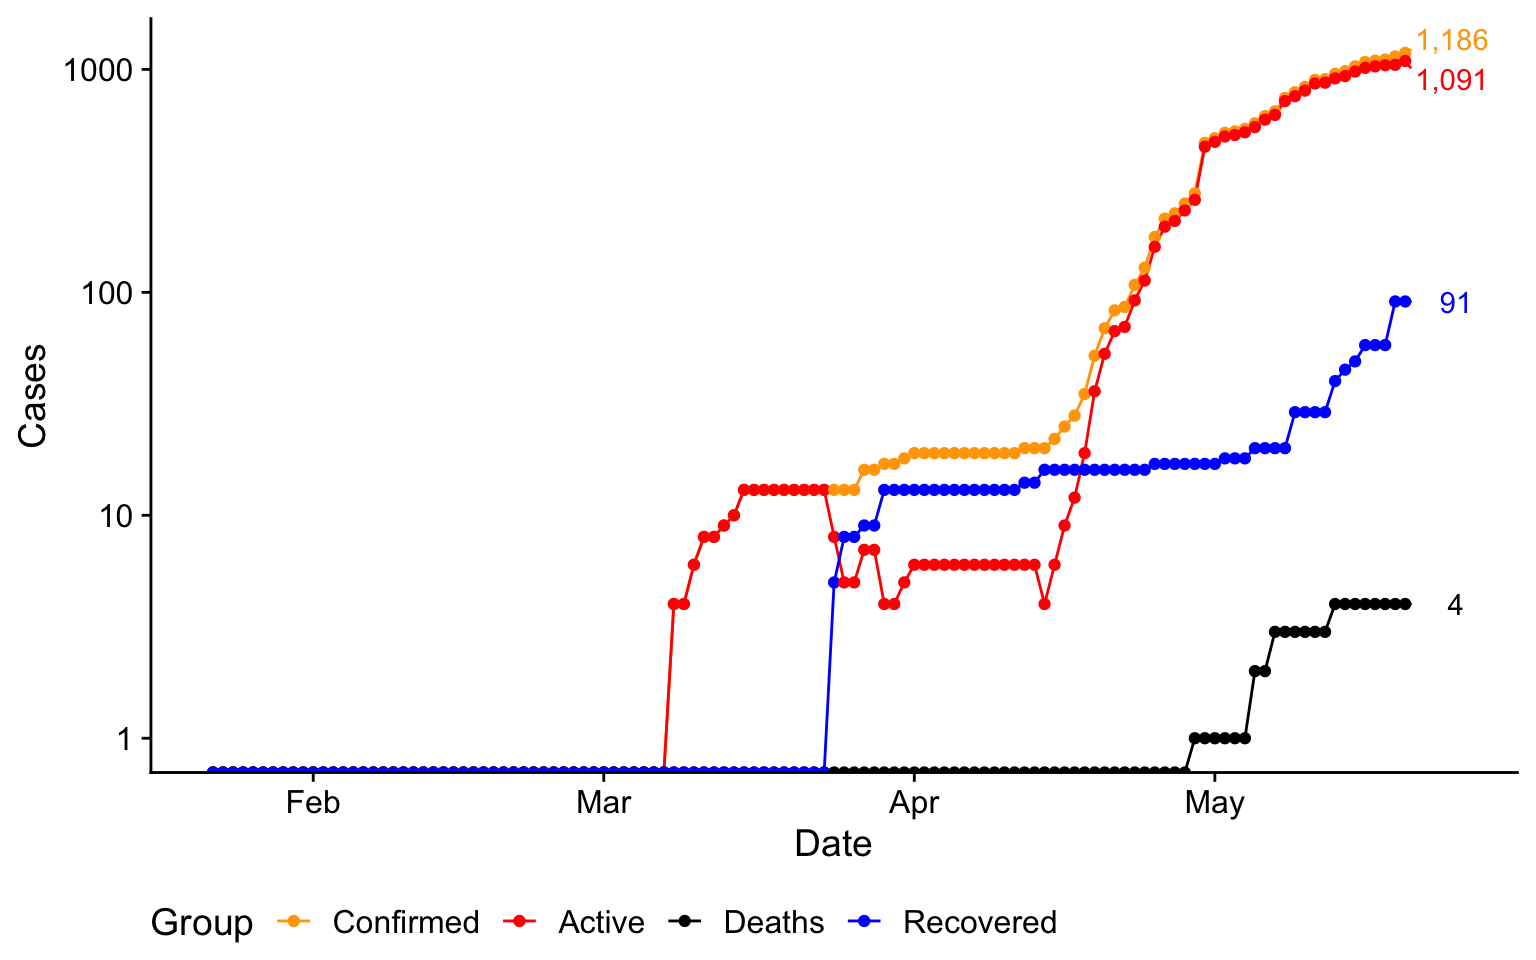 1,186
1000
1,091
100
91
Cases
10
4
1
Feb Mar Apr May
Date
Group Confirmed Active Deaths Recovered